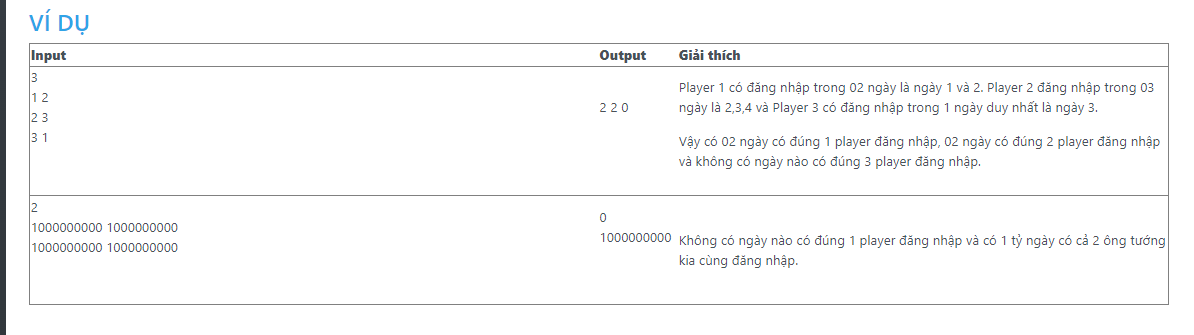 VÍ DỤ
Input Output Giải thích
3
1 2
2 3
3 1
2 2 0
Player 1 có đăng nhập trong 02 ngày là ngày 1 và 2. Player 2 đăng nhập trong 03
ngày là 2,3,4 và Player 3 có đăng nhập trong 1 ngày duy nhất là ngày 3.
Vậy có 02 ngày có đúng 1 player đăng nhập, 02 ngày có đúng 2 player đăng nhập
và không có ngày nào có đúng 3 player đăng nhập.
2
1000000000 1000000000
1000000000 1000000000
0
1000000000
Không có ngày nào có đúng 1 player đăng nhập và có 1 tỷ ngày có cả 2 ông tướng
kia cùng đăng nhập.